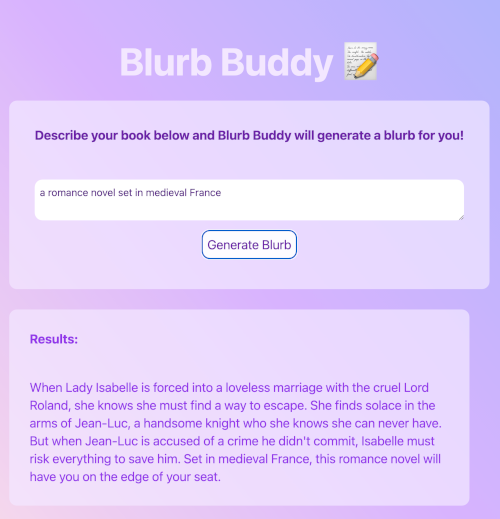 Blurb Buddy
Describe your book below and Blurb Buddy will generate a blurb for you!
a romance novel set in medieval France
Generate Blurb
Results:
When Lady Isabelle is forced into a loveless marriage with the cruel Lord
Roland, she knows she must find a way to escape. She finds solace in the
arms of Jean-Luc, a handsome knight who she knows she can never have.
But when Jean-Luc is accused of a crime he didn't commit, Isabelle must
risk everything to save him. Set in medieval France, this romance novel will
have you on the edge of your seat.